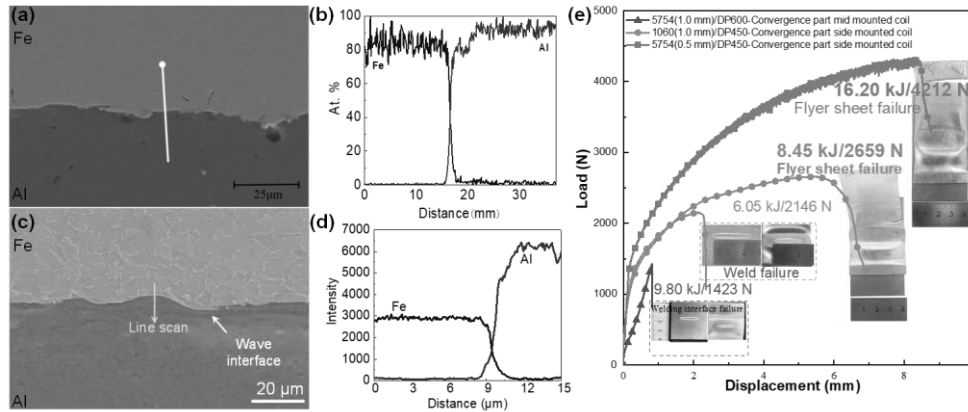 (a)
Fe
Al
25μm
(b)
At. %
100
80
60
40
20
0
Fe
Al
0
10
20
30
Distance(mm)
(c)
Fe
Line scan
Wave
interface
20 μm
Al
(d)
Intensity
7000
6000
5000
4000
3000
2000
1000
0
Fe
Al
0
3
6
9
12
15
Distance (μm)
(e)
5754(1.0 mm)/DP600-Convergence part mid mounted coil
1060(1.0 mm)/DP450-Convergence part side mounted coil
5754(0.5 mm)/DP450-Convergence part side mounted coil
Load (N)
5000
4000
3000
2000
1000
0
16.20 kJ/4212 N
Flyer sheet failure
8.45 kJ/2659 N
Flyer sheet failure
6.05 kJ/2146 N
Weld failure
9.80 kJ/1423 N
Welding interface failure
0
2
4
6
8
Displacement (mm)